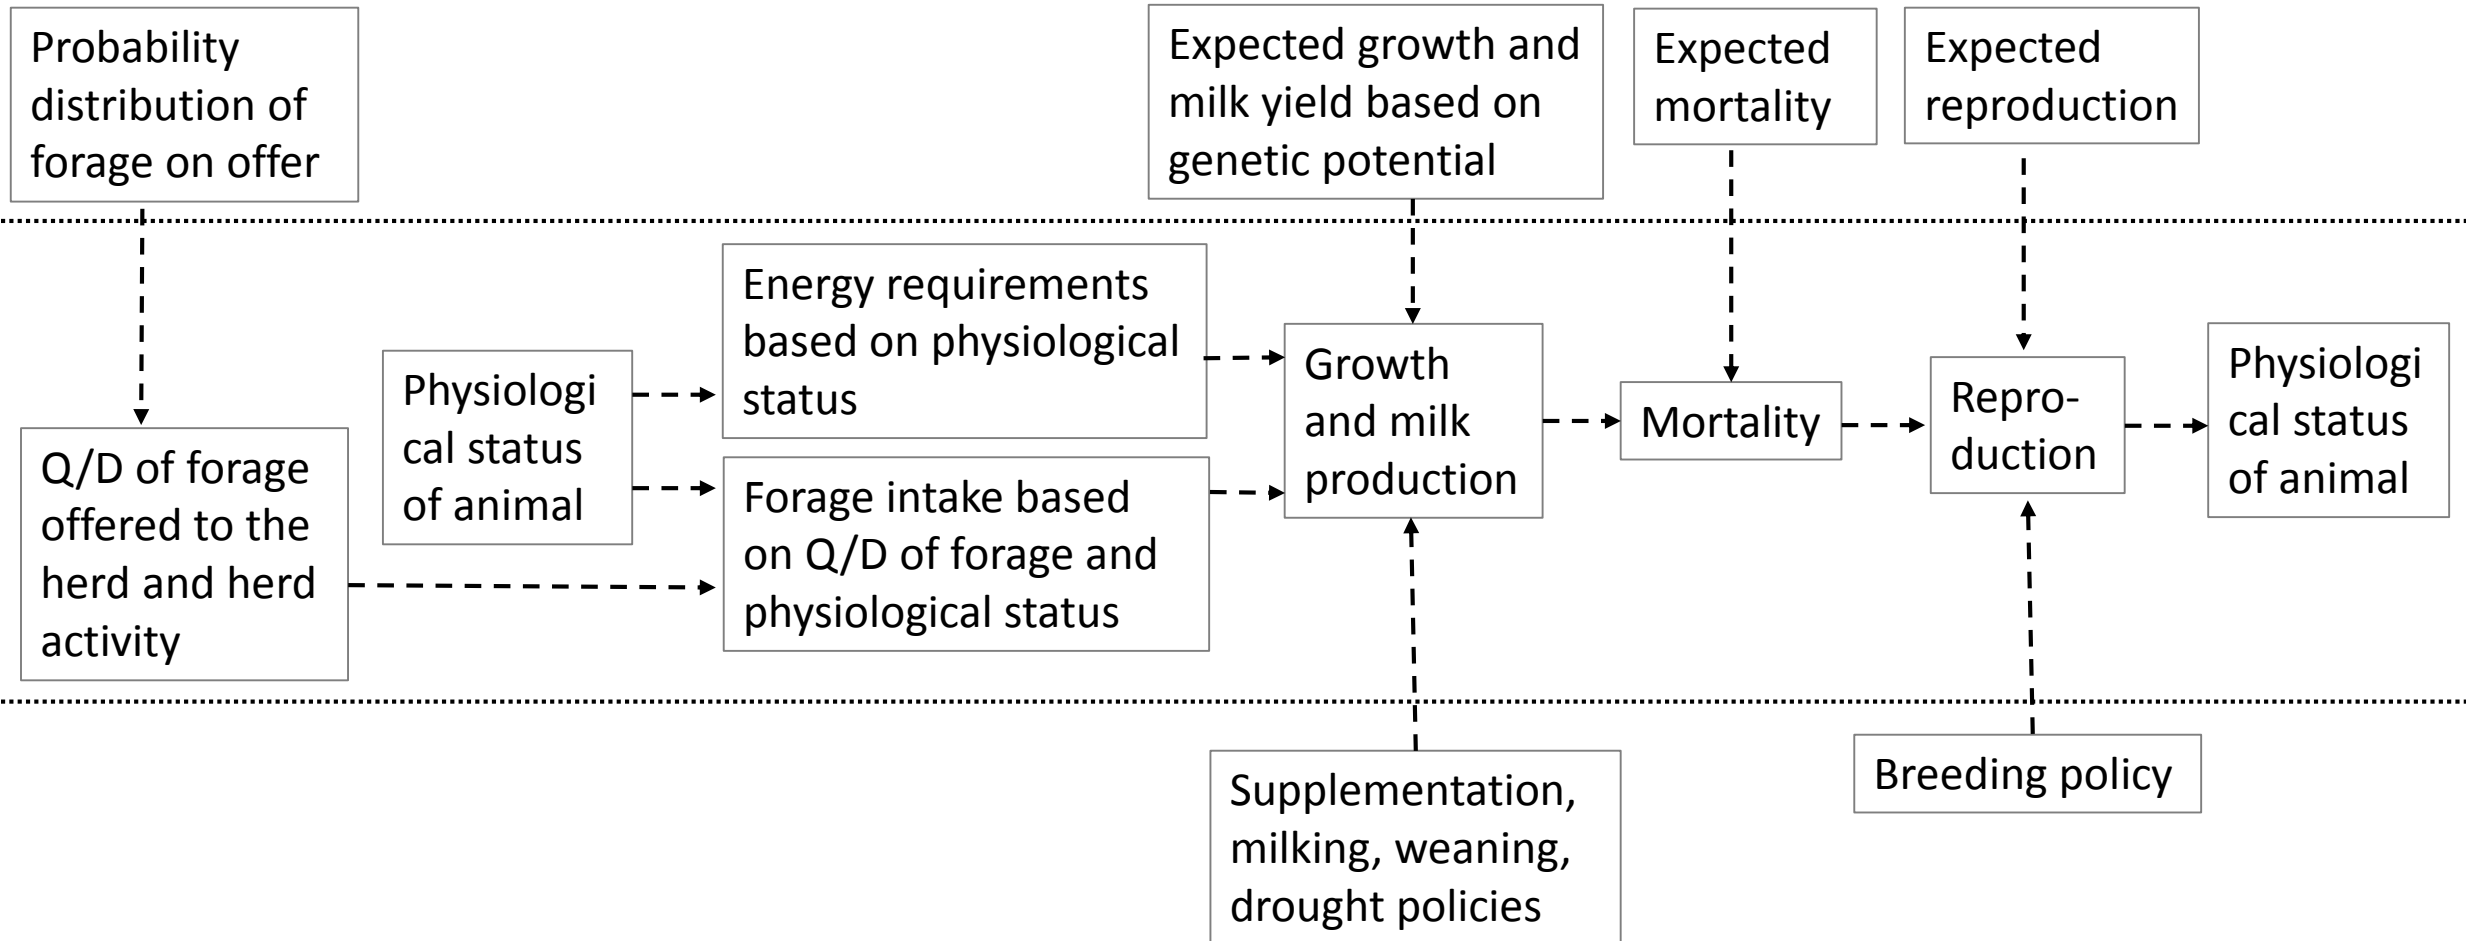 Probability
distribution of
forage on offer
Expected growth and
milk yield based on
genetic potential
Expected
mortality
Expected
reproduction
Q/D of forage
offered to the
herd and herd
activity
Physiologi
cal status
of animal
Energy requirements
based on physiological
status
Forage intake based
on Q/D of forage and
physiological status
Growth
and milk
production
Mortality
Repro-
duction
Physiologi
cal status
of animal
Supplementation,
milking, weaning,
drought policies
Breeding policy